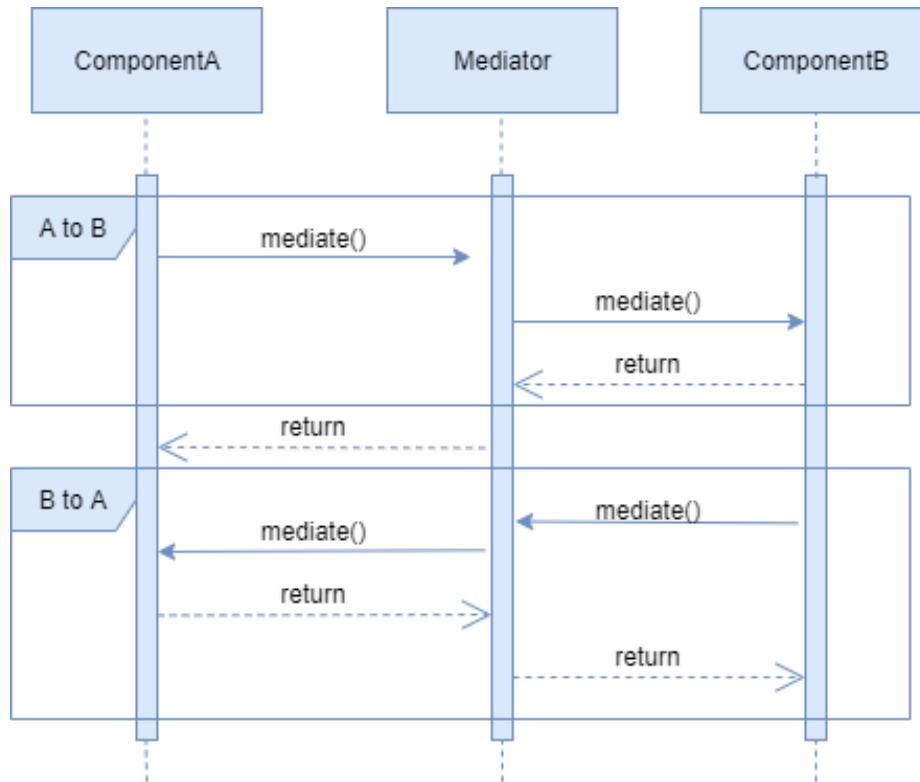 ComponentA
Mediator
ComponentB
A to B
mediate()
mediate()
return
return
B to A
mediate()
mediate()
return
return